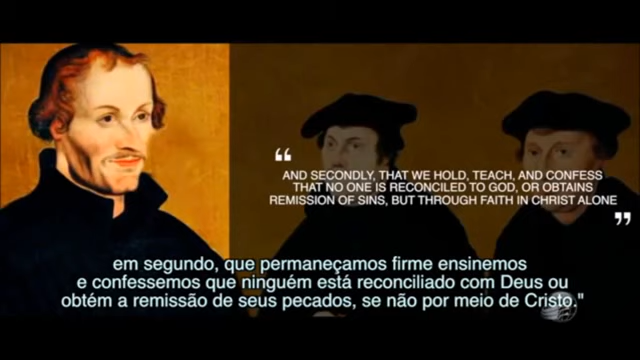 “
AND SECONDLY, THAT WE HOLD, TEACH, AND CONFESS
THAT NO ONE IS RECONCILED TO GOD, OR OBTAINS
REMISSION OF SINS, BUT THROUGH FAITH IN CHRIST ALONE
”
em segundo, que permaneçamos firme ensinemos
e confessemos que ninguém está reconciliado com Deus ou
obtém a remissão de seus pecados, se não por meio de Cristo."